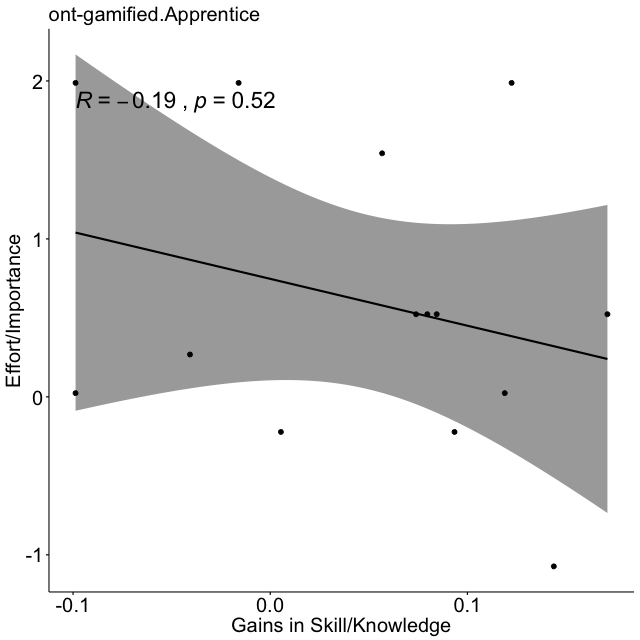 ont-gamified.Apprentice
R = −0.19 , p = 0.52
2
1
0
-1
Effort/Importance
-0.1 0.0 0.1
Gains in Skill/Knowledge